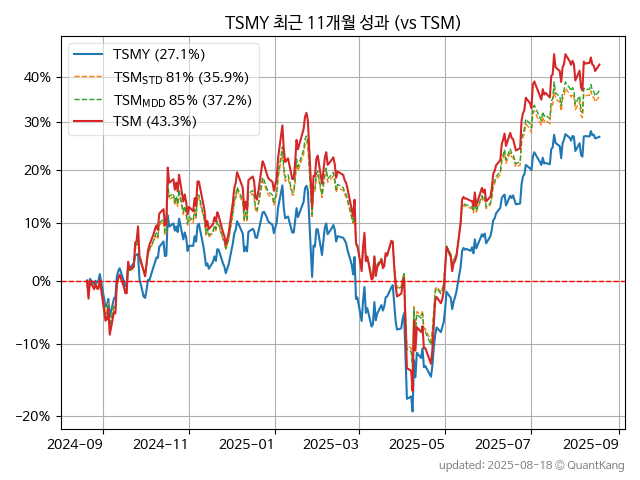 TSMY 최근 11개월 성과 (vs TSM)
TSMY (27.1%)
TSM_STD 81% (35.9%)
TSM_MDD 85% (37.2%)
TSM (43.3%)
40%
30%
20%
10%
0%
−10%
−20%
2024-09 2024-11 2025-01 2025-03 2025-05 2025-07 2025-09
updated: 2025-08-18 © QuantKang